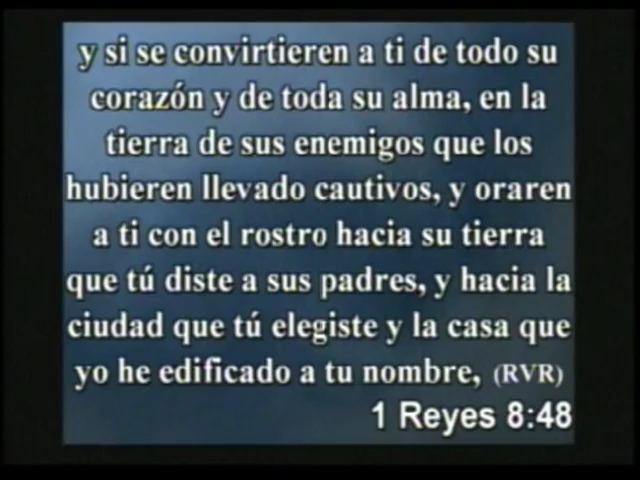 y si se convirtieren a ti de todo su
corazón y de toda su alma, en la
tierra de sus enemigos que los
hubieren llevado cautivos, y oraren
a ti con el rostro hacia su tierra
que tú diste a sus padres, y hacia la
ciudad que tú elegiste y la casa que
yo he edificado a tu nombre, (RVR)
1 Reyes 8:48